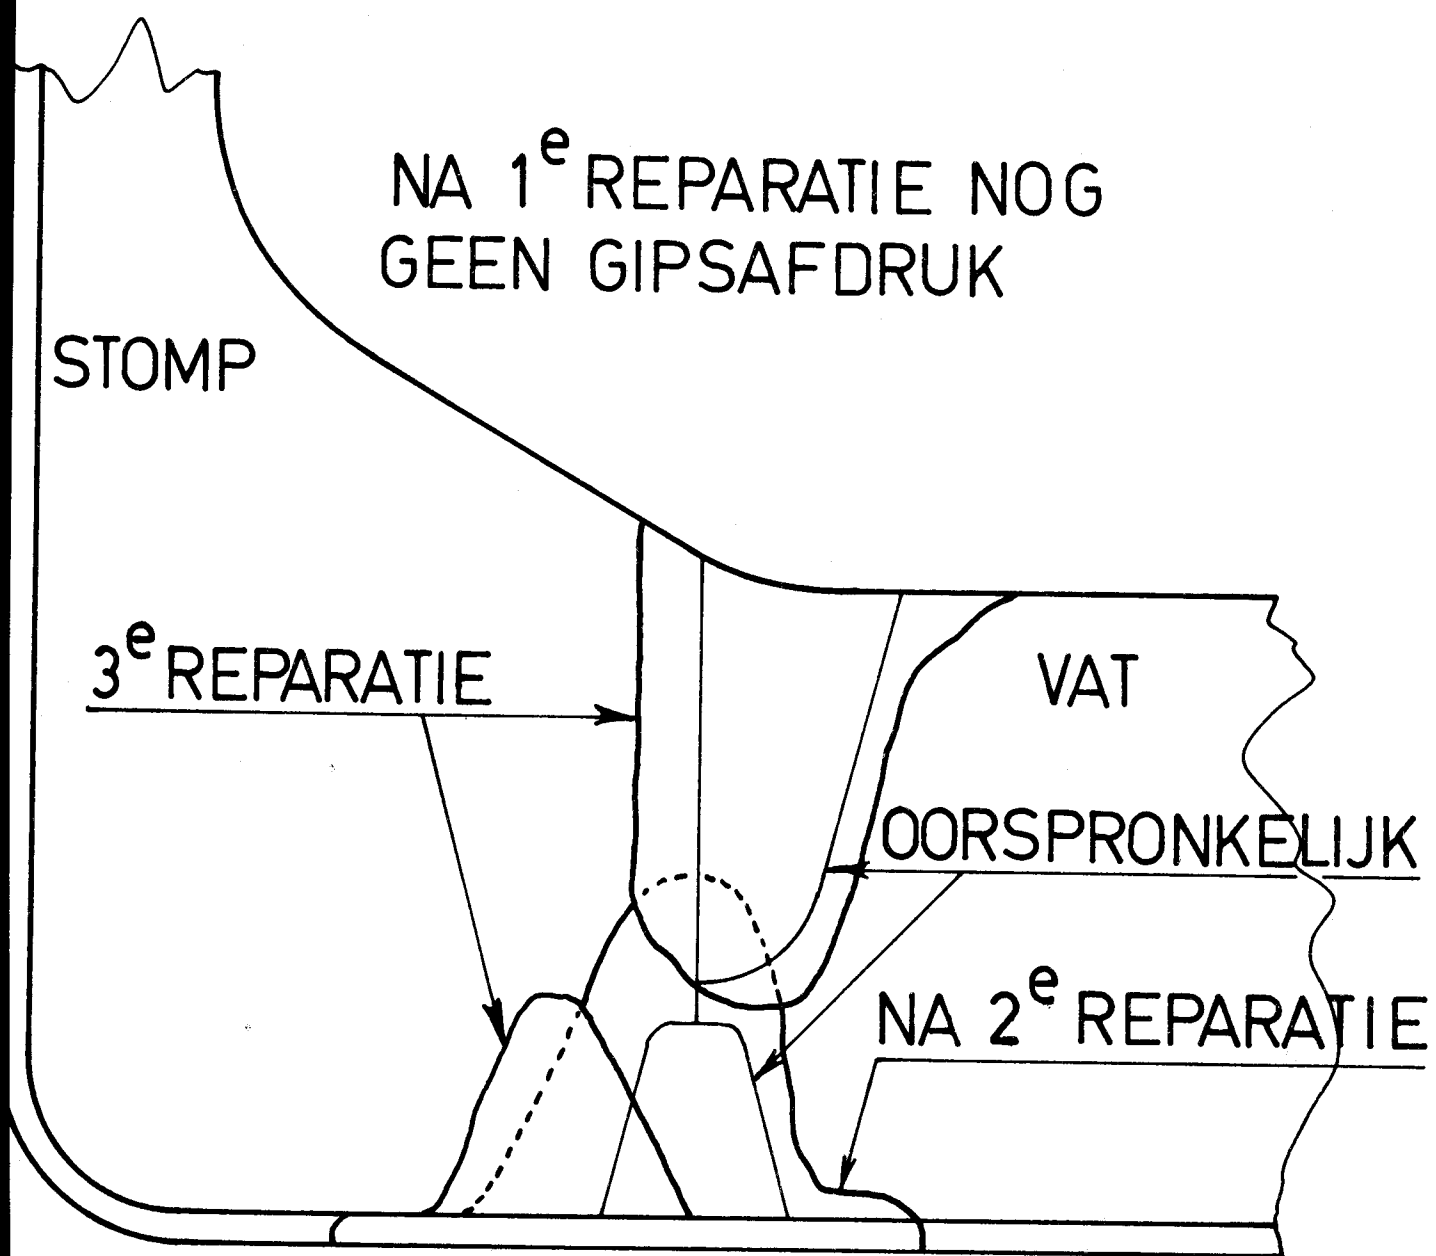 NA 1e REPARATIE NOG
GEEN GIPSAFDRUK
STOMP
3e REPARATIE
VAT
OORSPRONKELIJK
NA 2e REPARATIE